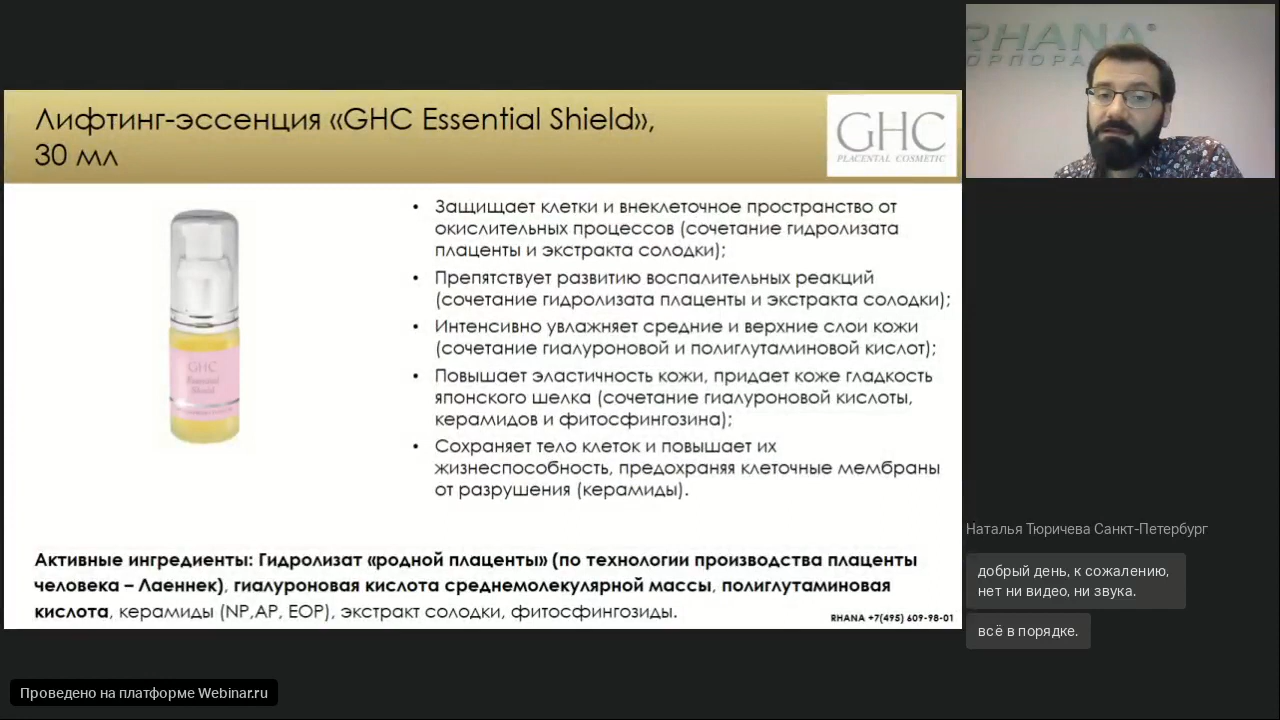 Лифтинг-эссенция «GHC Essential Shield»,
30 мл
GHC
PLACENTAL COSMETIC
GHC
Essential
Shield
• Защищает клетки и внеклеточное пространство от
окислительных процессов (сочетание гидролизата
плаценты и экстракта солодки);
• Препятствует развитию воспалительных реакций
(сочетание гидролизата плаценты и экстракта солодки);
• Интенсивно увлажняет средние и верхние слои кожи
(сочетание гиалуроновой и полиглутаминовой кислот);
• Повышает эластичность кожи, придает коже гладкость
японского шелка (сочетание гиалуроновой кислоты,
керамидов и фитосфингозина);
• Сохраняет тело клеток и повышает их
жизнеспособность, предохраняя клеточные мембраны
от разрушения (керамиды).
Активные ингредиенты: Гидролизат «родной плаценты» (по технологии производства плаценты
человека – Лаеннек), гиалуроновая кислота среднемолекулярной массы, полиглутаминовая
кислота, керамиды (NP,AP, EOP), экстракт солодки, фитосфингозиды.
RHANA +7(495) 609-98-01
RHANA®
ОРПОРА
Наталья Тюричева Санкт-Петербург
добрый день, к сожалению,
нет ни видео, ни звука.
всё в порядке.
Проведено на платформе Webinar.ru